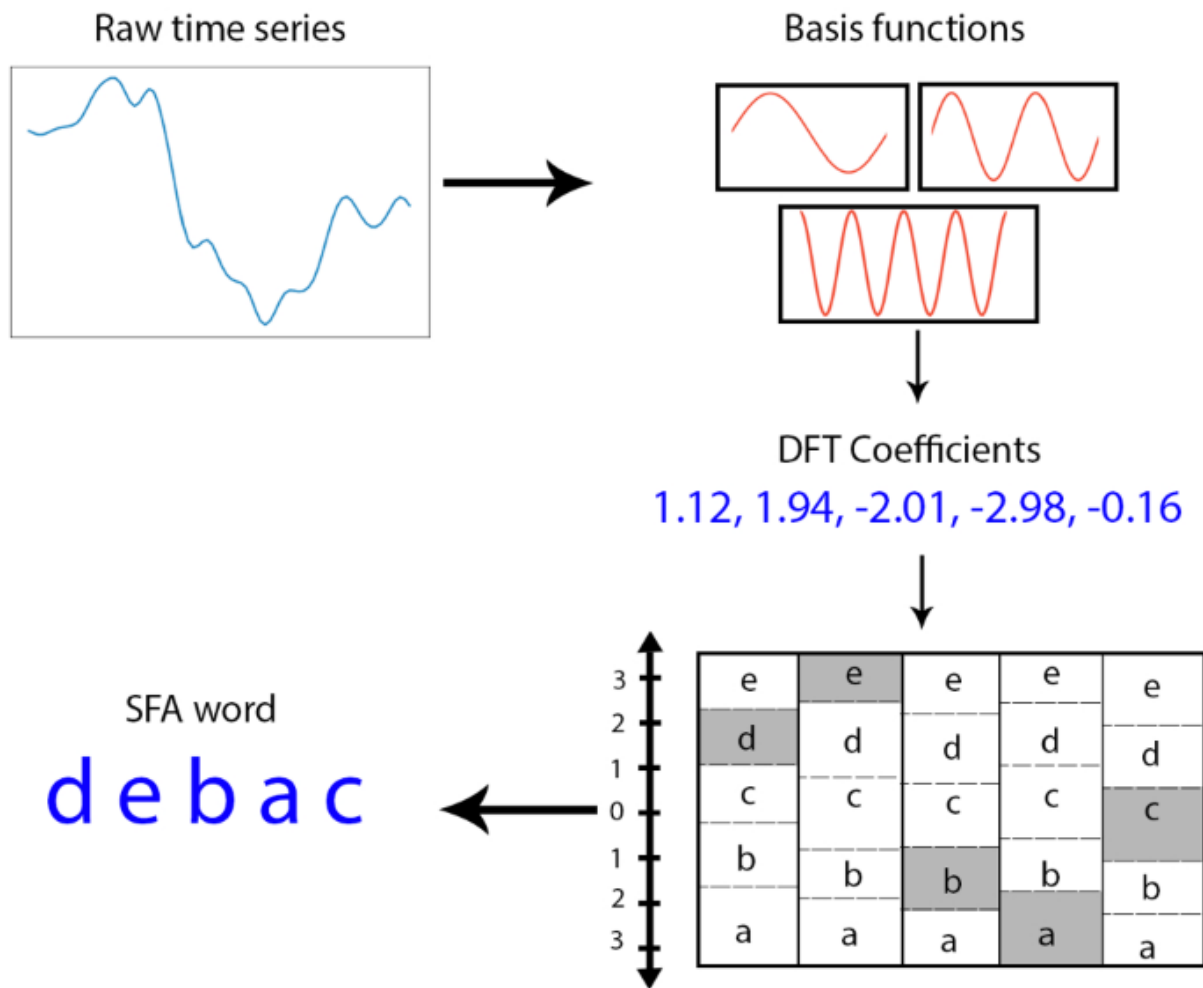 Raw time series
Basis functions
DFT Coefficients
1.12, 1.94, -2.01, -2.98, -0.16
3
2
1
0
1
2
3
e e e e e
d d d d d
c c c c c
b b b b b
a a a a a
SFA word
d e b a c